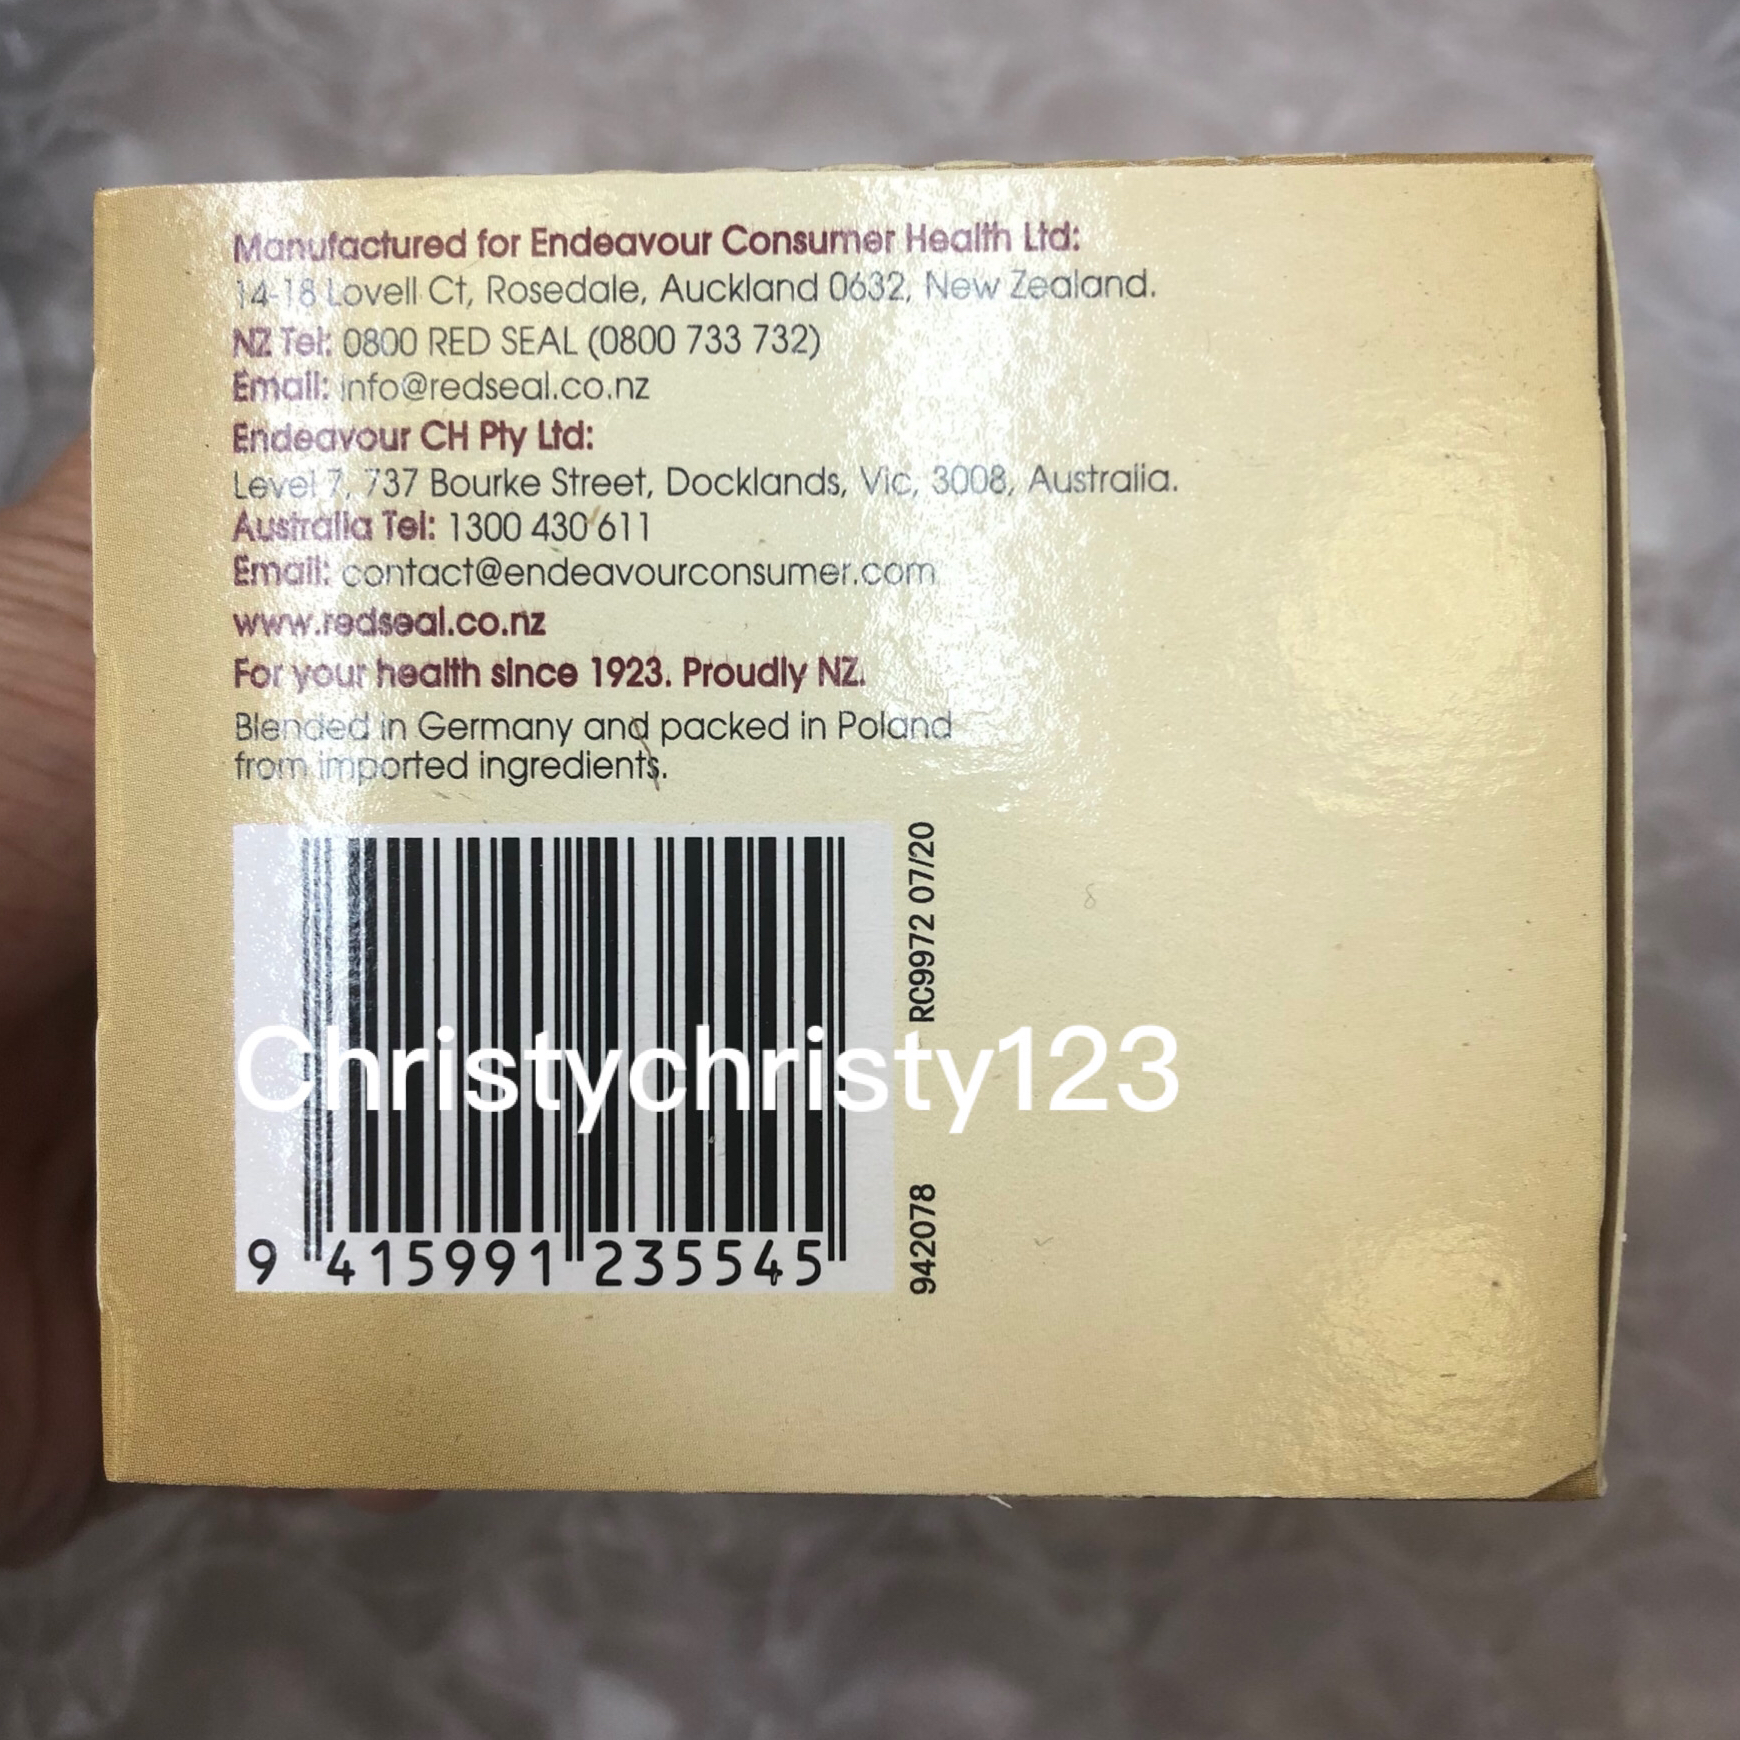 Manufactured for Endeavour Consumer Health Ltd:
14-18 Lovell Ct, Rosedale, Auckland 0632, New Zealand.
NZ Tel: 0800 RED SEAL (0800 733 732)
Email: info@redseal.co.nz
Endeavour CH Pty Ltd:
Level 7, 737 Bourke Street, Docklands, Vic, 3008, Australia.
Australia Tel: 1300 430 611
Email: contact@endeavourconsumer.com
www.redseal.co.nz
For your health since 1923. Proudly NZ.
Blended in Germany and packed in Poland
from imported ingredients.
RC9972 07/20
Christychristy123
942078
9 415991 235545